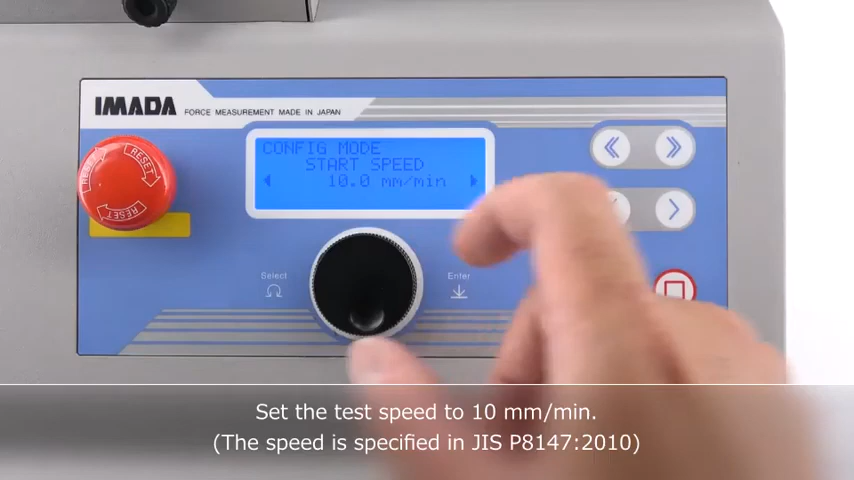 IMADA FORCE MEASUREMENT MADE IN JAPAN
CONFIG MODE
START SPEED
10.0 mm/min
RESET
RESET
RESET
Select
Enter
Set the test speed to 10 mm/min.
(The speed is specified in JIS P8147:2010)